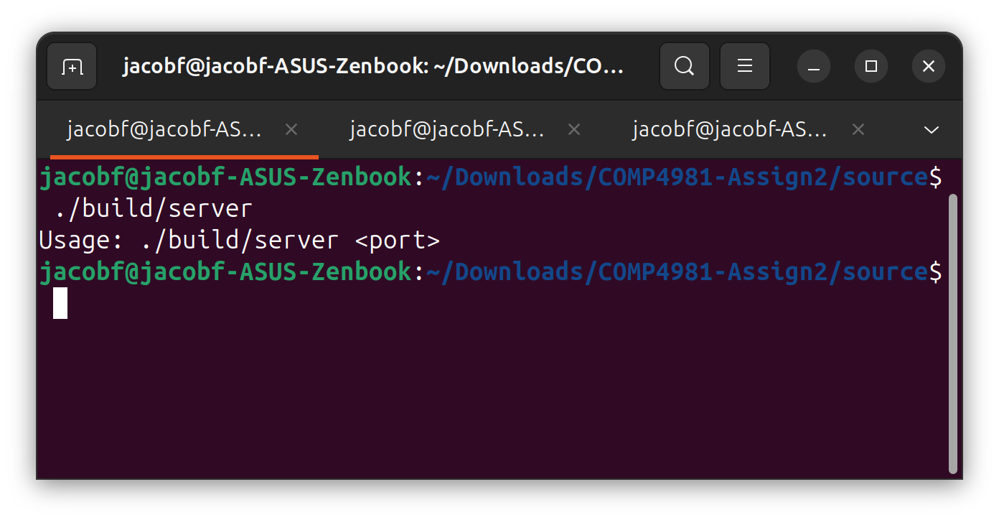 jacobf@jacobf-ASUS-Zenbook: ~/Downloads/CO...
jacobf@jacobf-AS... jacobf@jacobf-AS... jacobf@jacobf-AS...
jacobf@jacobf-ASUS-Zenbook:~/Downloads/COMP4981-Assign2/source$
./build/server
Usage: ./build/server <port>
jacobf@jacobf-ASUS-Zenbook:~/Downloads/COMP4981-Assign2/source$